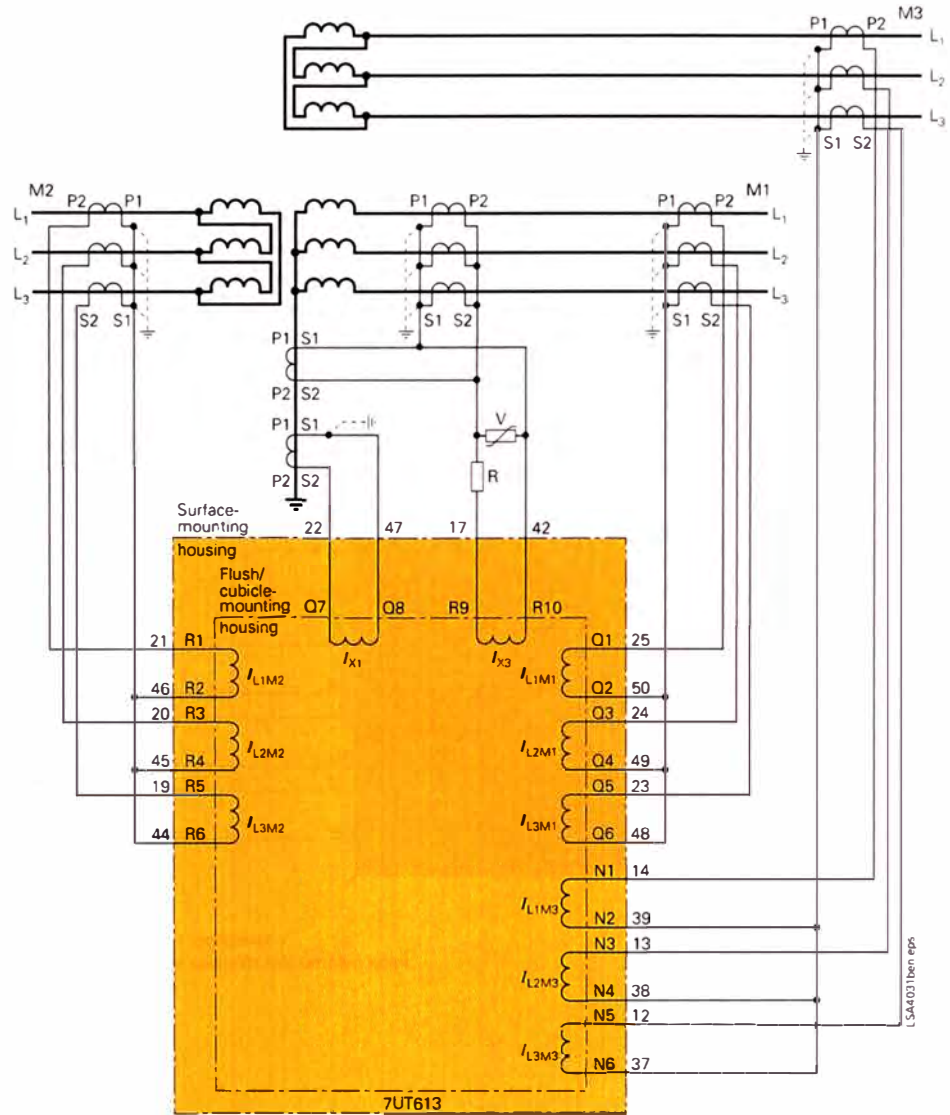 M3
P1 P2
L1
L2
L3
S1 S2
M2
P2 P1
L1
L2
L3
S2 S1
P1 P2
S1 S2
M1
P1 P2
L1
L2
L3
S1 S2
P1 S1
P2 S2
P1 S1
P2 S2
V
R
Surface-
mounting
housing
22 47 17 42
Flush/
cubicle-
mounting
housing
Q7 Q8 R9 R10
IX1 IX3
21 R1
IL1M2
46 R2
20 R3
IL2M2
45 R4
19 R5
IL3M2
44 R6
Q1 25
IL1M1
Q2 50
Q3 24
IL2M1
Q4 49
Q5 23
IL3M1
Q6 48
N1 14
IL1M3
N2 39
N3 13
IL2M3
N4 38
N5 12
IL3M3
N6 37
7UT613
LSA4031ben eps